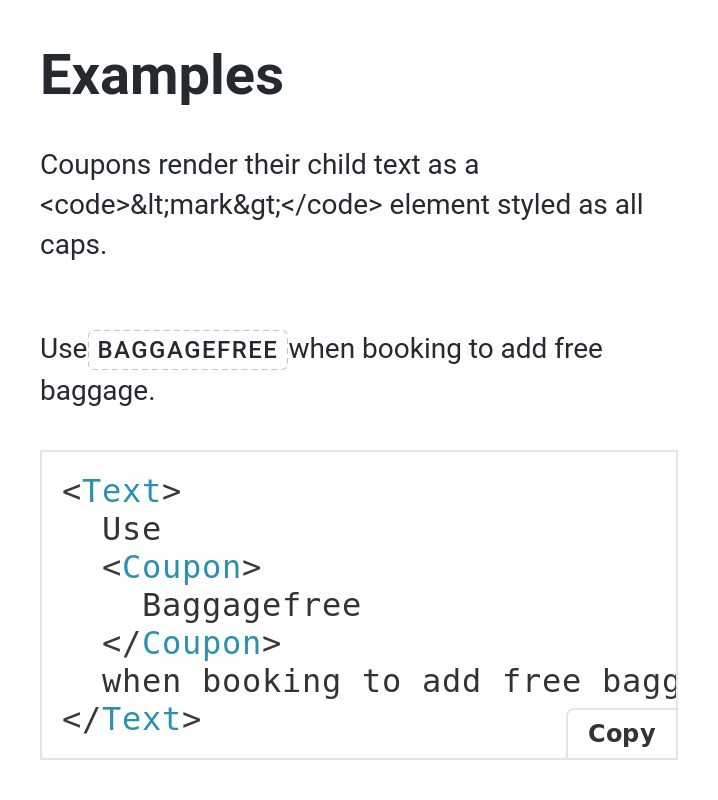 Examples
Coupons render their child text as a
<code>&lt;mark&gt;</code> element styled as all
caps.
Use BAGGAGEFREE when booking to add free
baggage.
<Text>
  Use
  <Coupon>
    Baggagefree
  </Coupon>
  when booking to add free bagg
</Text>
Copy